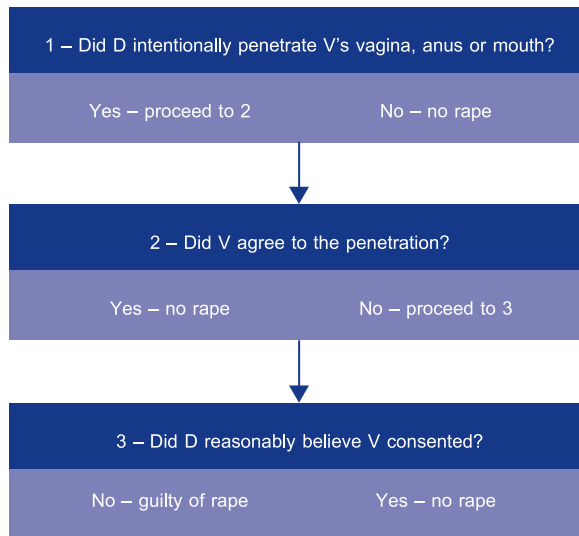 1 – Did D intentionally penetrate V’s vagina, anus or mouth?
Yes – proceed to 2 No – no rape
2 – Did V agree to the penetration?
Yes – no rape No – proceed to 3
3 – Did D reasonably believe V consented?
No – guilty of rape Yes – no rape